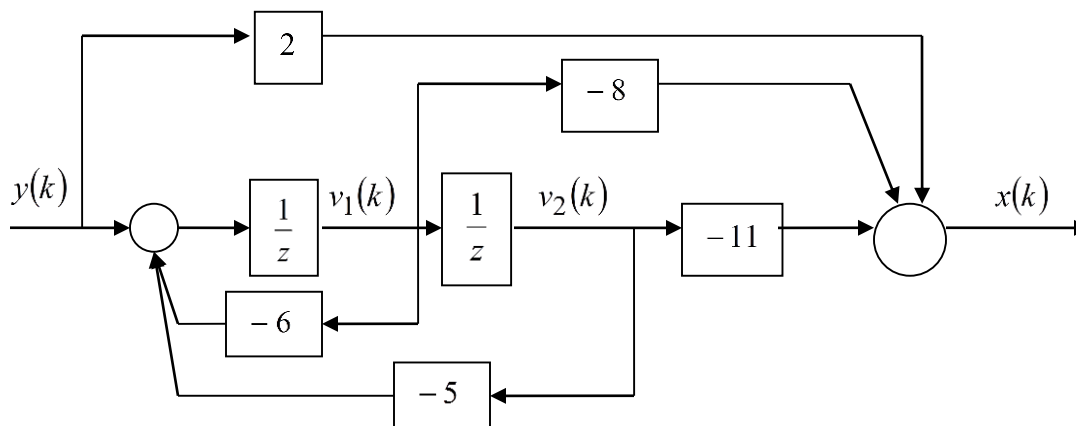 2
− 8
y(k)
1/z
v₁(k)
1/z
v₂(k)
− 11
x(k)
− 6
− 5